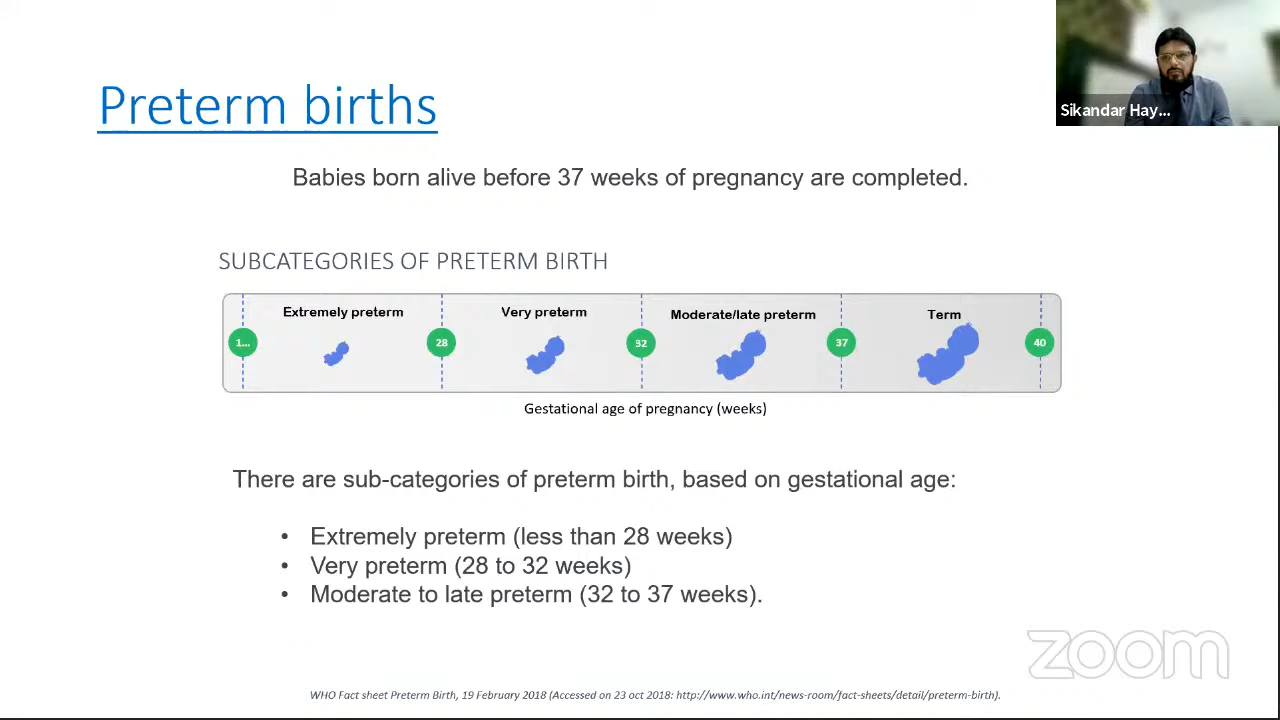 Preterm births
Sikandar Hay...
Babies born alive before 37 weeks of pregnancy are completed.
SUBCATEGORIES OF PRETERM BIRTH
Extremely preterm Very preterm Moderate/late preterm Term
1... 28 32 37 40
Gestational age of pregnancy (weeks)
There are sub-categories of preterm birth, based on gestational age:
• Extremely preterm (less than 28 weeks)
• Very preterm (28 to 32 weeks)
• Moderate to late preterm (32 to 37 weeks).
zoom
WHO Fact sheet Preterm Birth, 19 February 2018 (Accessed on 23 oct 2018: http://www.who.int/news-room/fact-sheets/detail/preterm-birth).